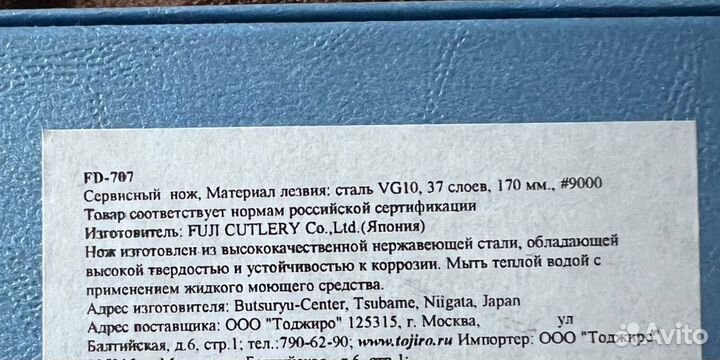 FD-707
Сервисный нож, Материал лезвия: сталь VG10, 37 слоев, 170 мм., #9000
Товар соответствует нормам российской сертификации
Изготовитель: FUJI CUTLERY Co.,Ltd.(Япония)
Нож изготовлен из высококачественной нержавеющей стали, обладающей
высокой твердостью и устойчивостью к коррозии. Мыть теплой водой с
применением жидкого моющего средства.
Адрес изготовителя: Butsuryu-Center, Tsubame, Niigata, Japan
Адрес поставщика: ООО "Тоджиро" 125315, г. Москва, ул
Балтийская, д.6, стр.1; тел.:790-62-90; www.tojiro.ru Импортер: ООО "Тоджиро
Avito